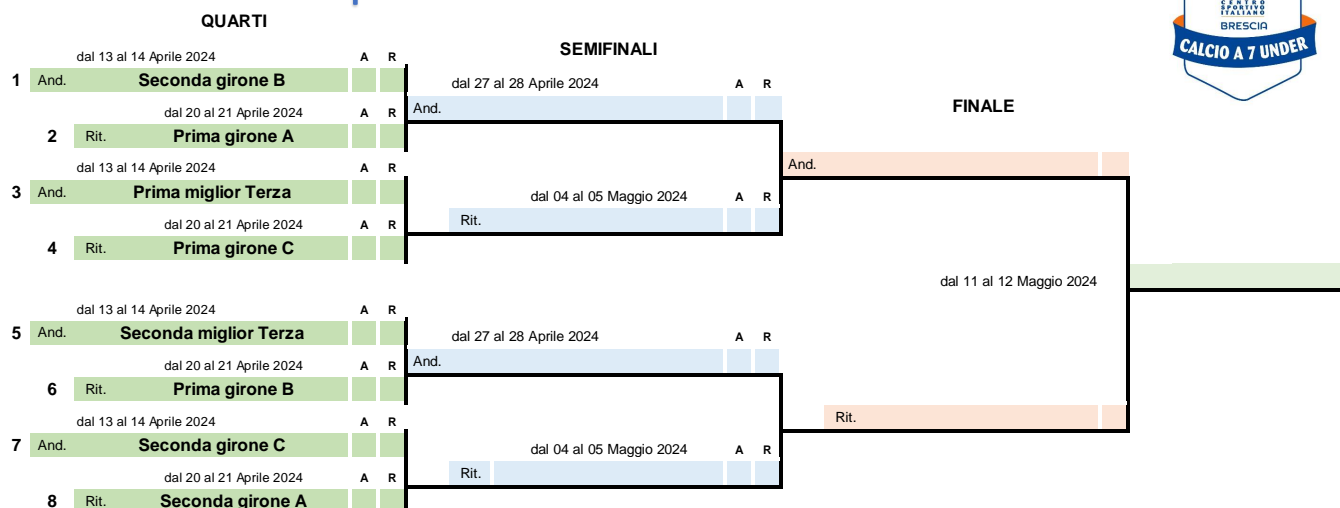 QUARTI
dal 13 al 14 Aprile 2024 A R
1 And. Seconda girone B
dal 20 al 21 Aprile 2024 A R
2 Rit. Prima girone A
dal 13 al 14 Aprile 2024 A R
3 And. Prima miglior Terza
dal 20 al 21 Aprile 2024 A R
4 Rit. Prima girone C
dal 13 al 14 Aprile 2024 A R
5 And. Seconda miglior Terza
dal 20 al 21 Aprile 2024 A R
6 Rit. Prima girone B
dal 13 al 14 Aprile 2024 A R
7 And. Seconda girone C
dal 20 al 21 Aprile 2024 A R
8 Rit. Seconda girone A
SEMIFINALI
dal 27 al 28 Aprile 2024 A R
And.
dal 04 al 05 Maggio 2024 A R
Rit.
dal 27 al 28 Aprile 2024 A R
And.
dal 04 al 05 Maggio 2024 A R
Rit.
FINALE
And.
dal 11 al 12 Maggio 2024
Rit.
CENTRO
SPORTIVO
ITALIANO
BRESCIA
CALCIO A 7 UNDER